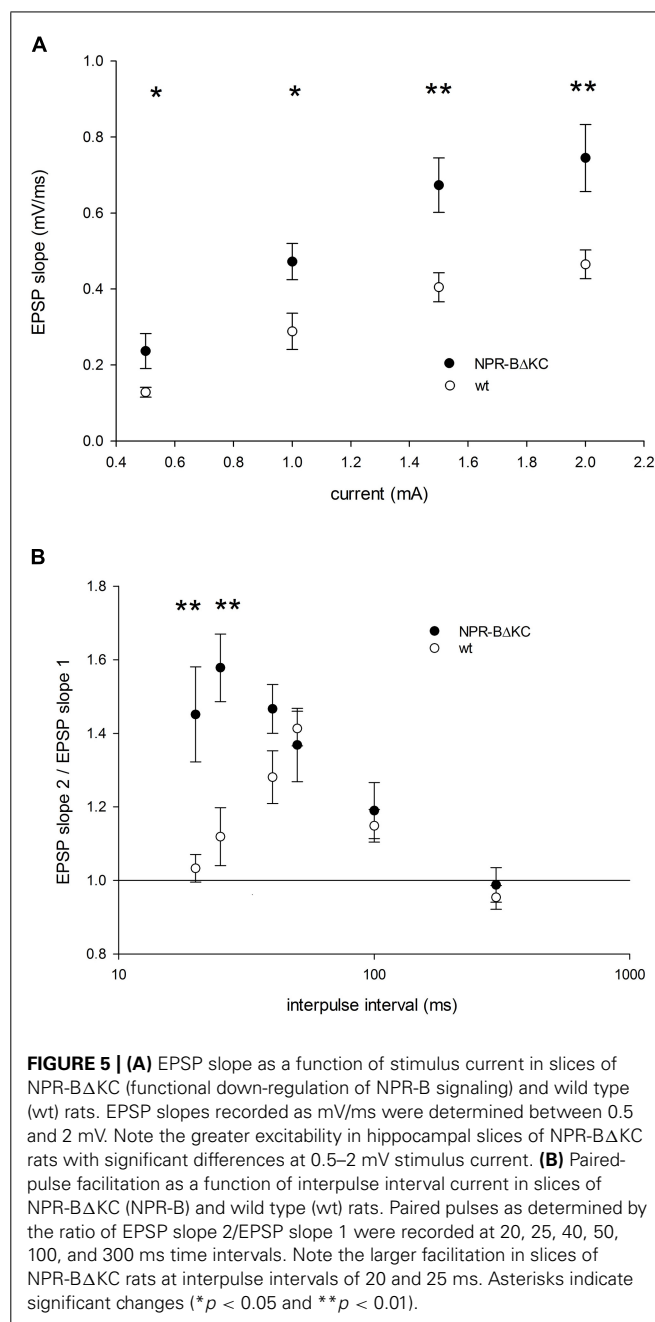 A
1.0
* * ** **
0.8
0.6
0.4
0.2
0.0
EPSP slope (mV/ms)
NPR-BΔKC
wt
0.4 0.6 0.8 1.0 1.2 1.4 1.6 1.8 2.0 2.2
current (mA)
B
1.8
** **
1.6
1.4
1.2
1.0
0.8
EPSP slope 2 / EPSP slope 1
NPR-BΔKC
wt
10 100 1000
interpulse interval (ms)
FIGURE 5 | (A) EPSP slope as a function of stimulus current in slices of
NPR-BΔKC (functional down-regulation of NPR-B signaling) and wild type
(wt) rats. EPSP slopes recorded as mV/ms were determined between 0.5
and 2 mV. Note the greater excitability in hippocampal slices of NPR-BΔKC
rats with significant differences at 0.5–2 mV stimulus current. (B) Paired-
pulse facilitation as a function of interpulse interval current in slices of
NPR-BΔKC (NPR-B) and wild type (wt) rats. Paired pulses as determined by
the ratio of EPSP slope 2/EPSP slope 1 were recorded at 20, 25, 40, 50,
100, and 300 ms time intervals. Note the larger facilitation in slices of
NPR-BΔKC rats at interpulse intervals of 20 and 25 ms. Asterisks indicate
significant changes (*p < 0.05 and **p < 0.01).